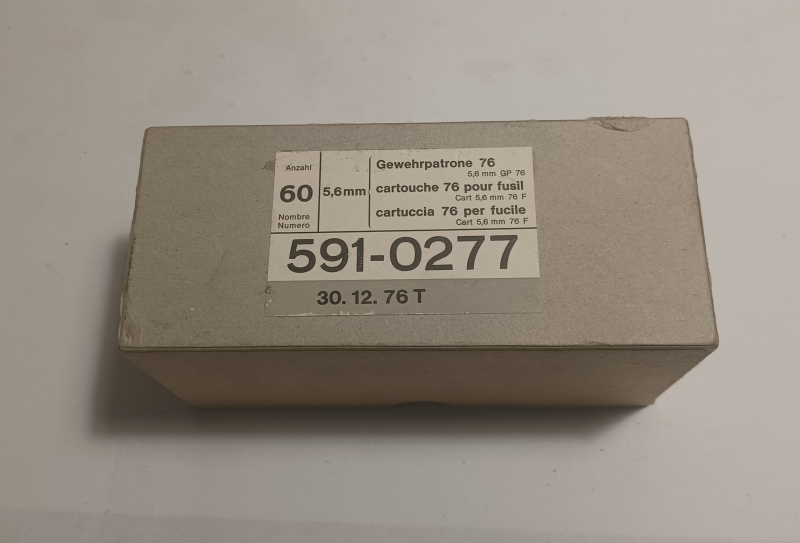 Anzahl
60
Nombre
Numero
5,6mm
Gewehrpatrone 76
5,6 mm GP 76
cartouche 76 pour fusil
Cart 5,6 mm 76 F
cartuccia 76 per fucile
Cart 5,6 mm 76 F
591-0277
30. 12. 76 T